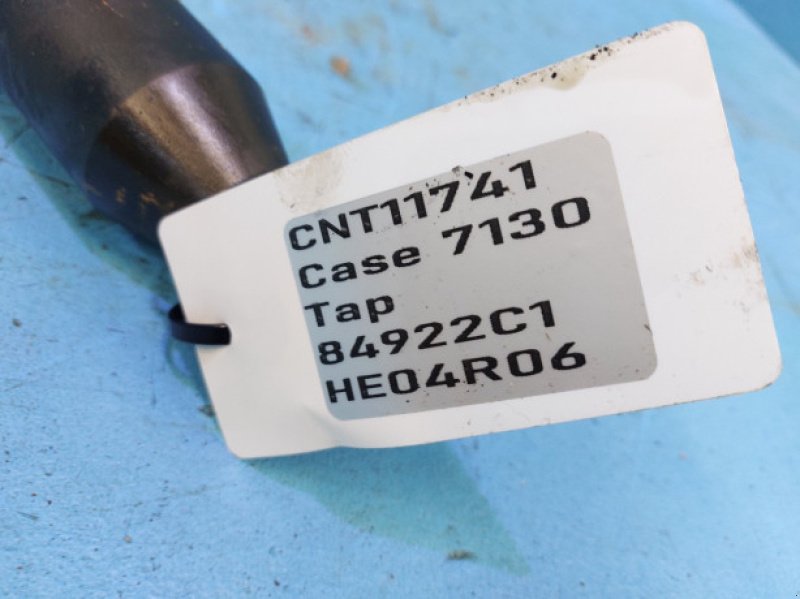 CNT11741
Case 7130
Tap
84922C1
HE04R06